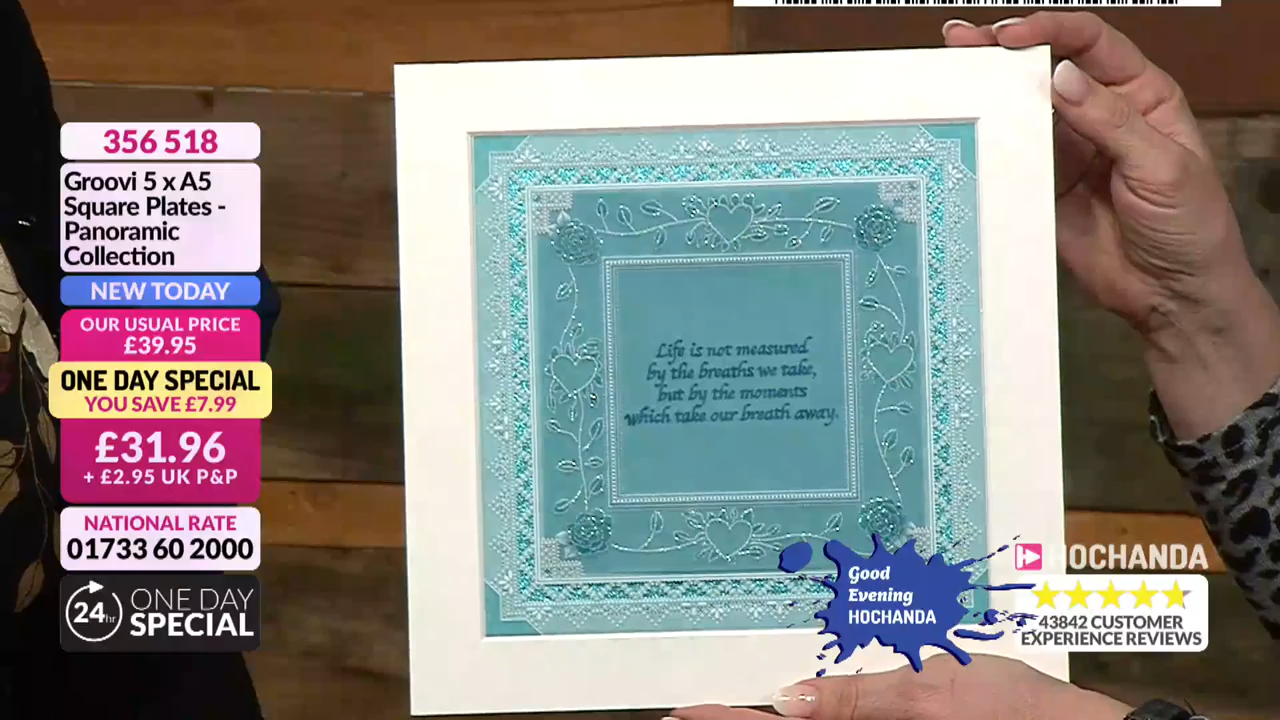 356 518
Groovi 5 x A5
Square Plates -
Panoramic
Collection
NEW TODAY
OUR USUAL PRICE
£39.95
ONE DAY SPECIAL
YOU SAVE £7.99
£31.96
+ £2.95 UK P&P
NATIONAL RATE
01733 60 2000
24hr
ONE DAY
SPECIAL
Life is not measured
by the breaths we take,
but by the moments
which take our breath away.
Good
Evening
HOCHANDA
HOCHANDA
43842 CUSTOMER
EXPERIENCE REVIEWS